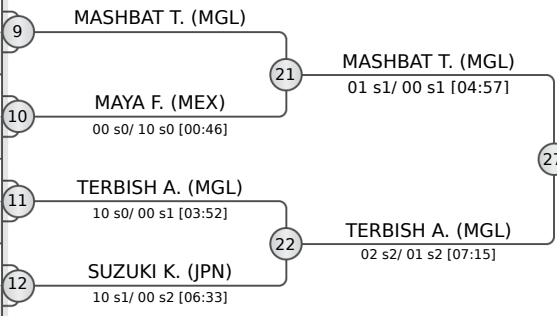 9
MASHBAT T. (MGL)
21
MASHBAT T. (MGL)
01 s1/ 00 s1 [04:57]
10
MAYA F. (MEX)
00 s0/ 10 s0 [00:46]
27
11
TERBISH A. (MGL)
10 s0/ 00 s1 [03:52]
22
TERBISH A. (MGL)
02 s2/ 01 s2 [07:15]
12
SUZUKI K. (JPN)
10 s1/ 00 s2 [06:33]